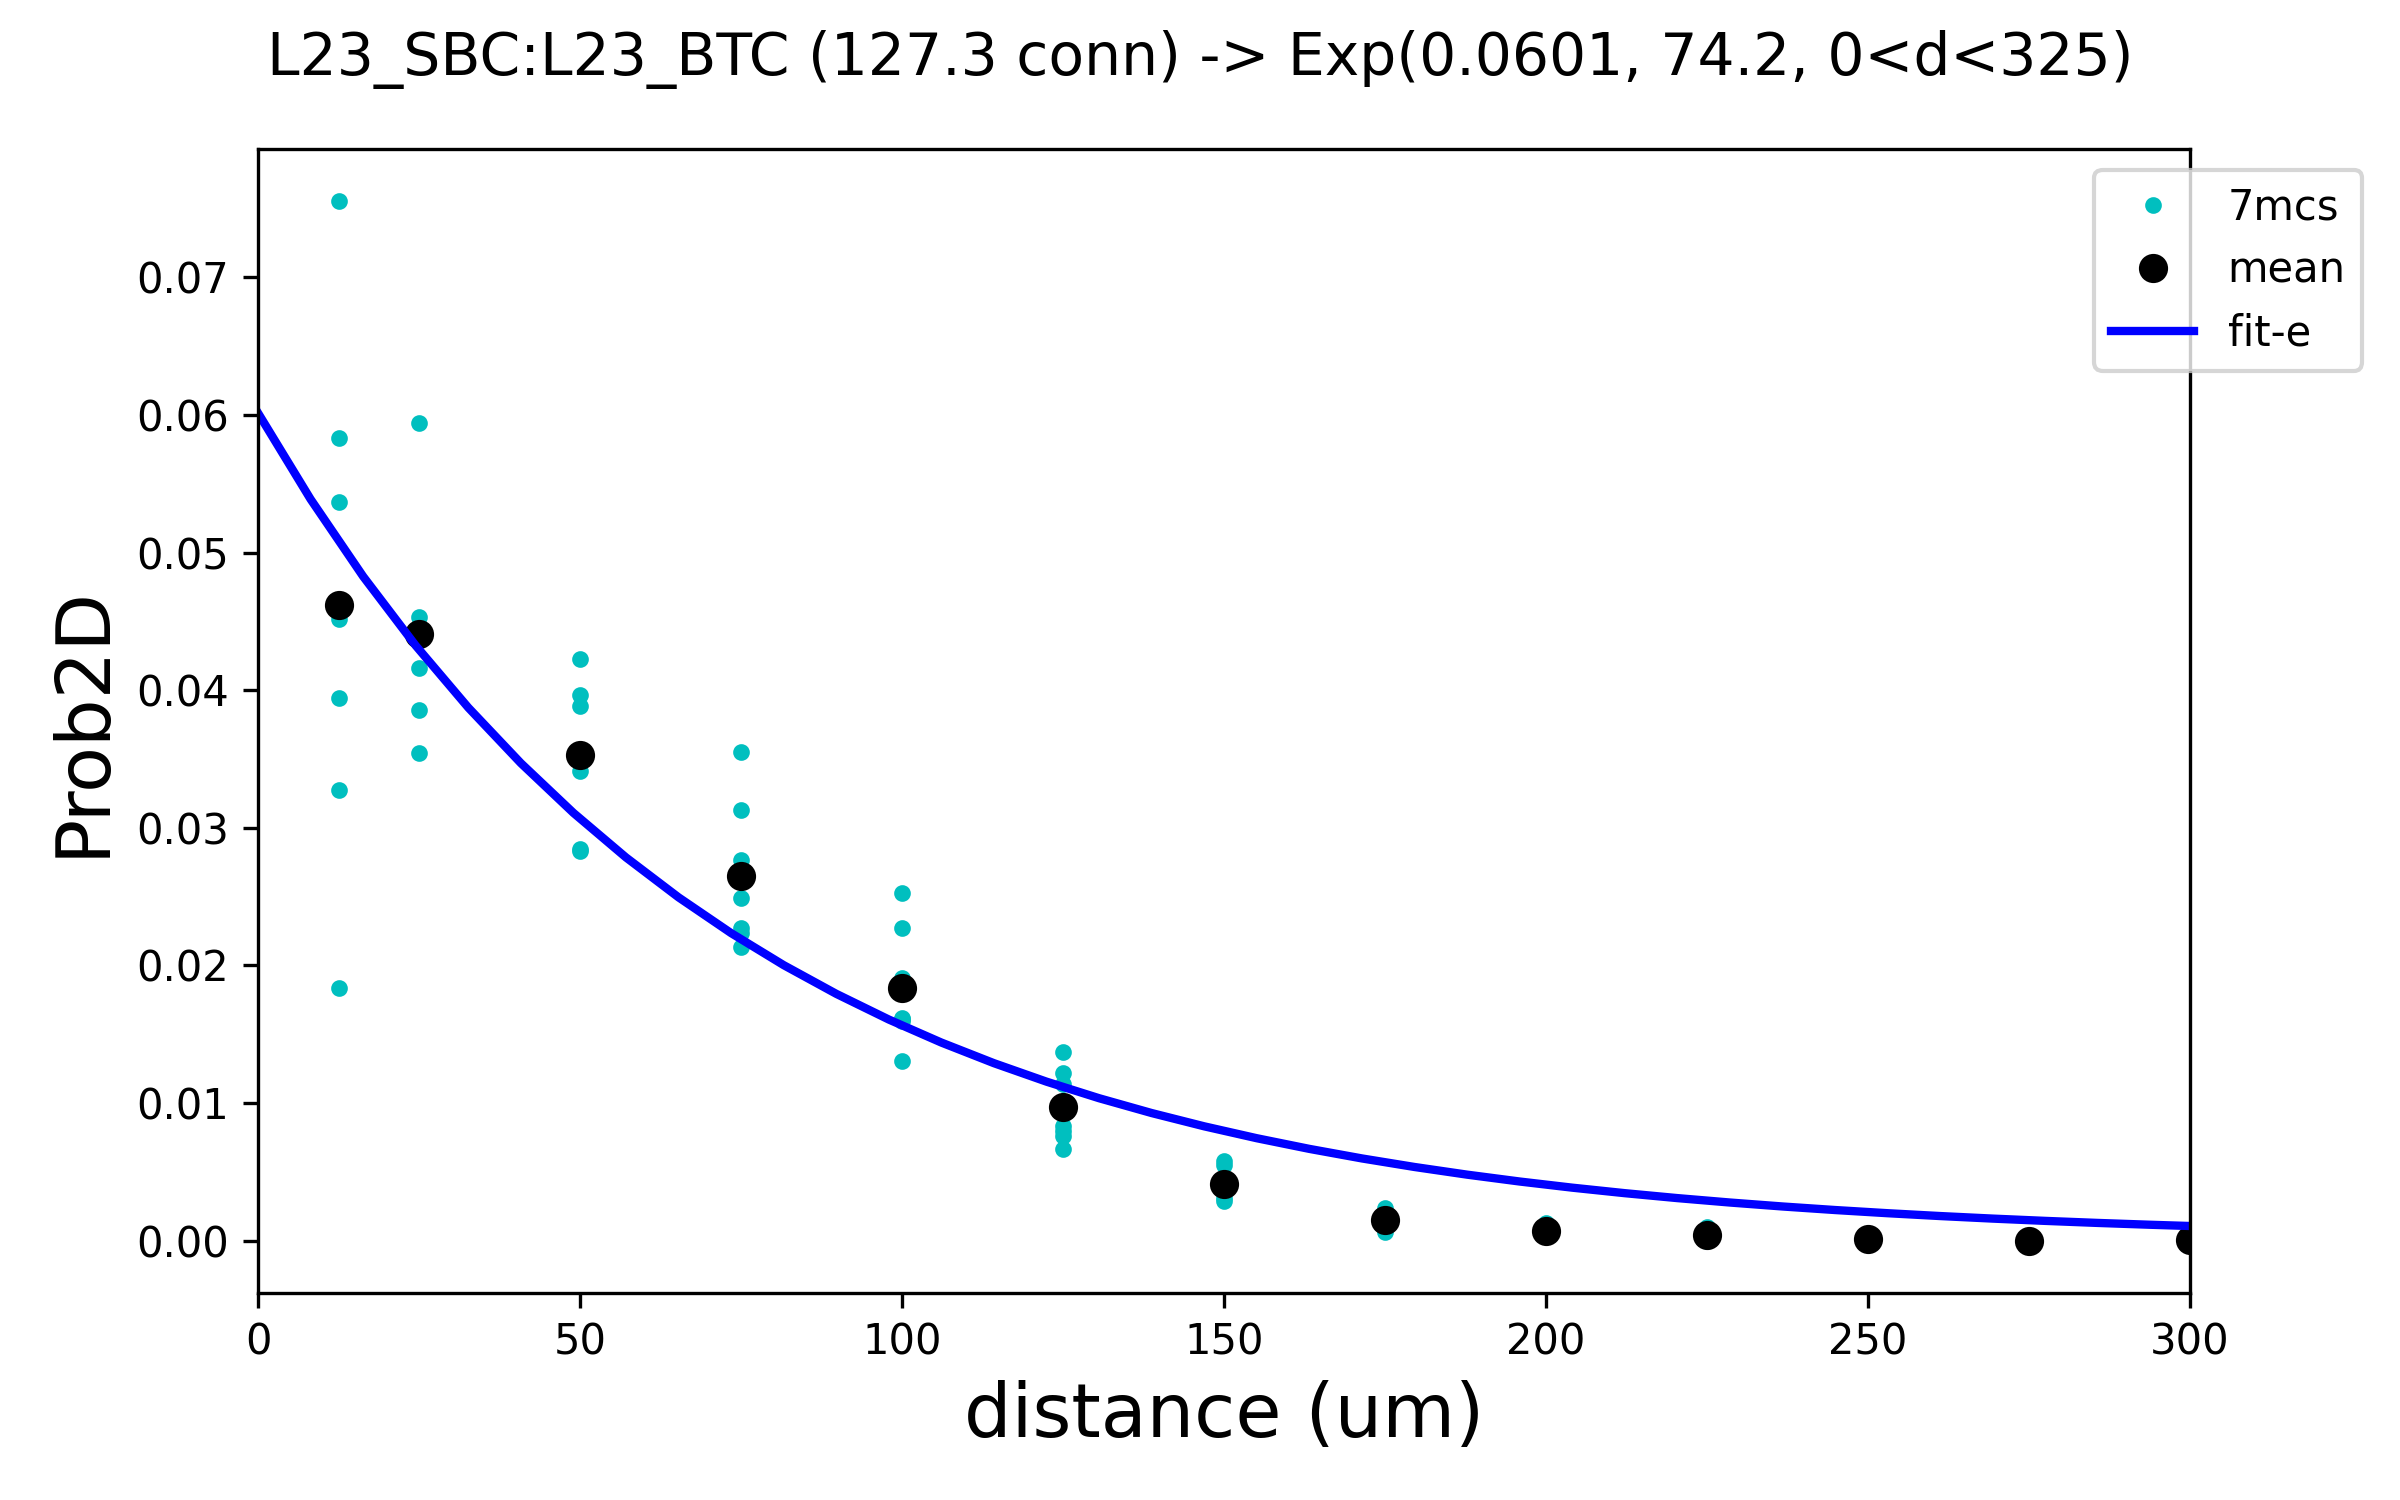 L23_SBC:L23_BTC (127.3 conn) -> Exp(0.0601, 74.2, 0<d<325)
7mcs
mean
fit-e
Prob2D
0.07
0.06
0.05
0.04
0.03
0.02
0.01
0.00
0 50 100 150 200 250 300
distance (um)